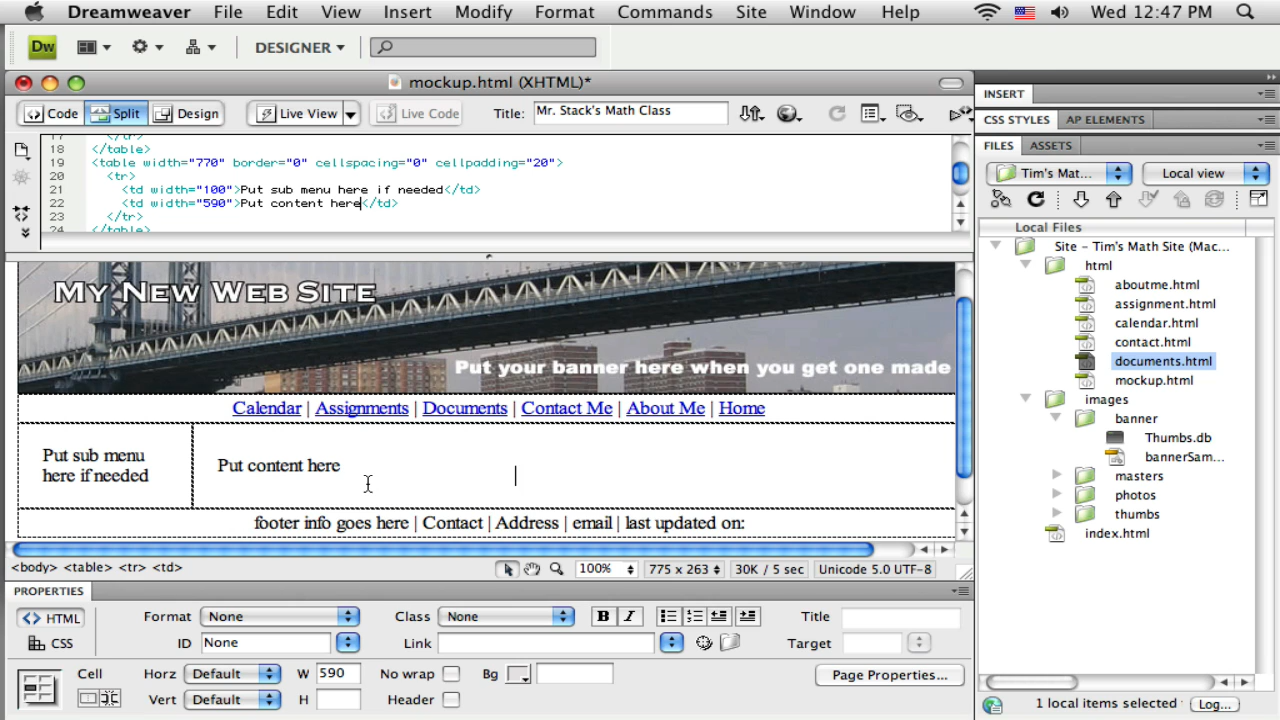 Dreamweaver File Edit View Insert Modify Format Commands Site Window Help Wed 12:47 PM
Dw DESIGNER
mockup.html (XHTML)*
Code Split Design Live View Live Code Title: Mr. Stack's Math Class
17 </tr>
18 </table>
19 <table width="770" border="0" cellspacing="0" cellpadding="20">
20 <tr>
21 <td width="100">Put sub menu here if needed</td>
22 <td width="590">Put content here</td>
23 </tr>
24 </table>
My New Web Site
Put your banner here when you get one made
Calendar | Assignments | Documents | Contact Me | About Me | Home
Put sub menu
here if needed
Put content here
footer info goes here | Contact | Address | email | last updated on:
<body> <table> <tr> <td> 100% 775 x 263 30K / 5 sec Unicode 5.0 UTF-8
PROPERTIES
<> HTML Format None Class None B I Title
CSS ID None Link Target
Cell Horz Default W 590 No wrap Bg Page Properties...
Vert Default H Header
INSERT
CSS STYLES AP ELEMENTS
FILES ASSETS
Tim's Mat... Local view
Local Files
Site – Tim's Math Site (Mac...
html
aboutme.html
assignment.html
calendar.html
contact.html
documents.html
mockup.html
images
banner
Thumbs.db
bannerSam...
masters
photos
thumbs
index.html
1 local items selected Log...